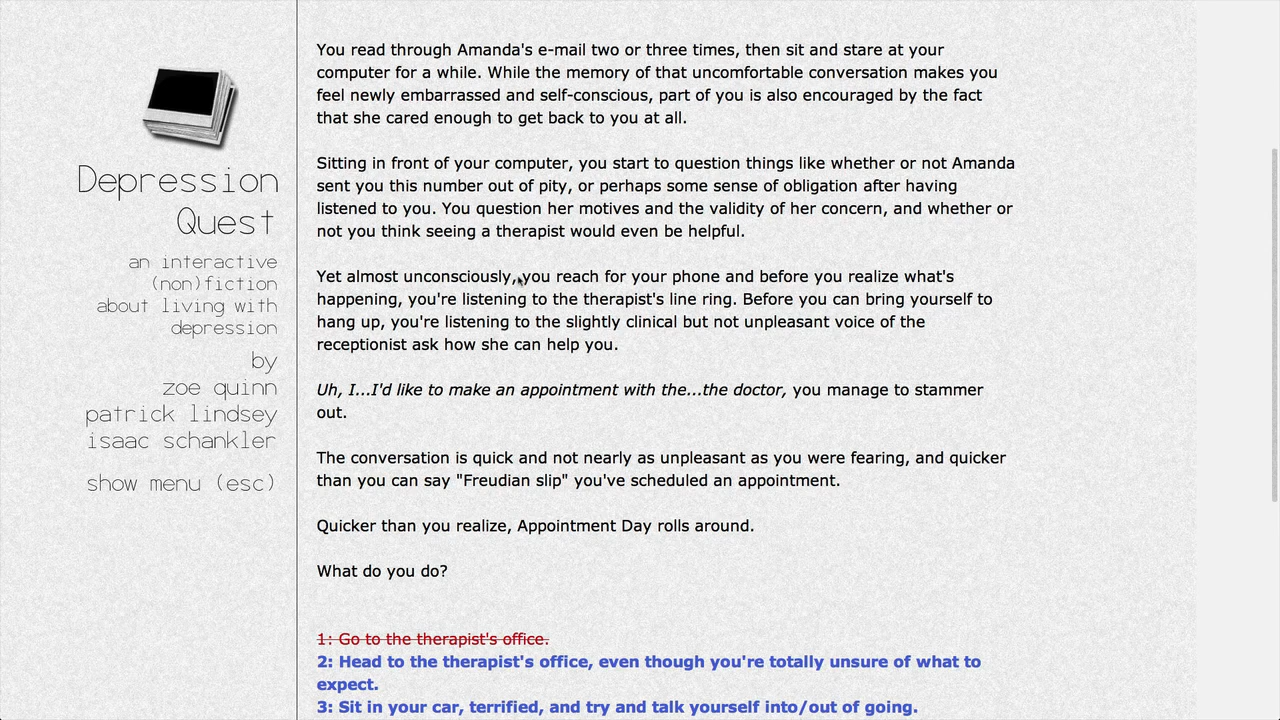 Depression
Quest
an interactive
(non)fiction
about living with
depression
by
zoe quinn
patrick lindsey
isaac schankler
show menu (esc)
You read through Amanda's e-mail two or three times, then sit and stare at your
computer for a while. While the memory of that uncomfortable conversation makes you
feel newly embarrassed and self-conscious, part of you is also encouraged by the fact
that she cared enough to get back to you at all.
Sitting in front of your computer, you start to question things like whether or not Amanda
sent you this number out of pity, or perhaps some sense of obligation after having
listened to you. You question her motives and the validity of her concern, and whether or
not you think seeing a therapist would even be helpful.
Yet almost unconsciously, you reach for your phone and before you realize what's
happening, you're listening to the therapist's line ring. Before you can bring yourself to
hang up, you're listening to the slightly clinical but not unpleasant voice of the
receptionist ask how she can help you.
Uh, I...I'd like to make an appointment with the...the doctor, you manage to stammer
out.
The conversation is quick and not nearly as unpleasant as you were fearing, and quicker
than you can say "Freudian slip" you've scheduled an appointment.
Quicker than you realize, Appointment Day rolls around.
What do you do?
1: Go to the therapist's office.
2: Head to the therapist's office, even though you're totally unsure of what to
expect.
3: Sit in your car, terrified, and try and talk yourself into/out of going.